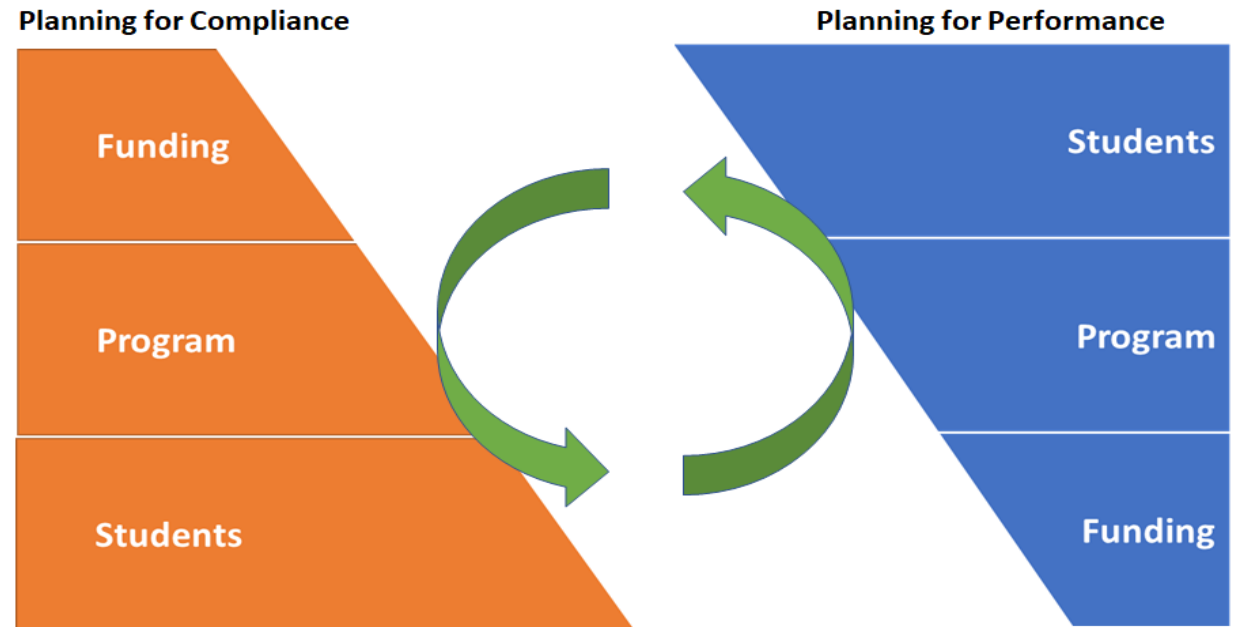 Planning for Compliance
Funding
Program
Students
Planning for Performance
Students
Program
Funding